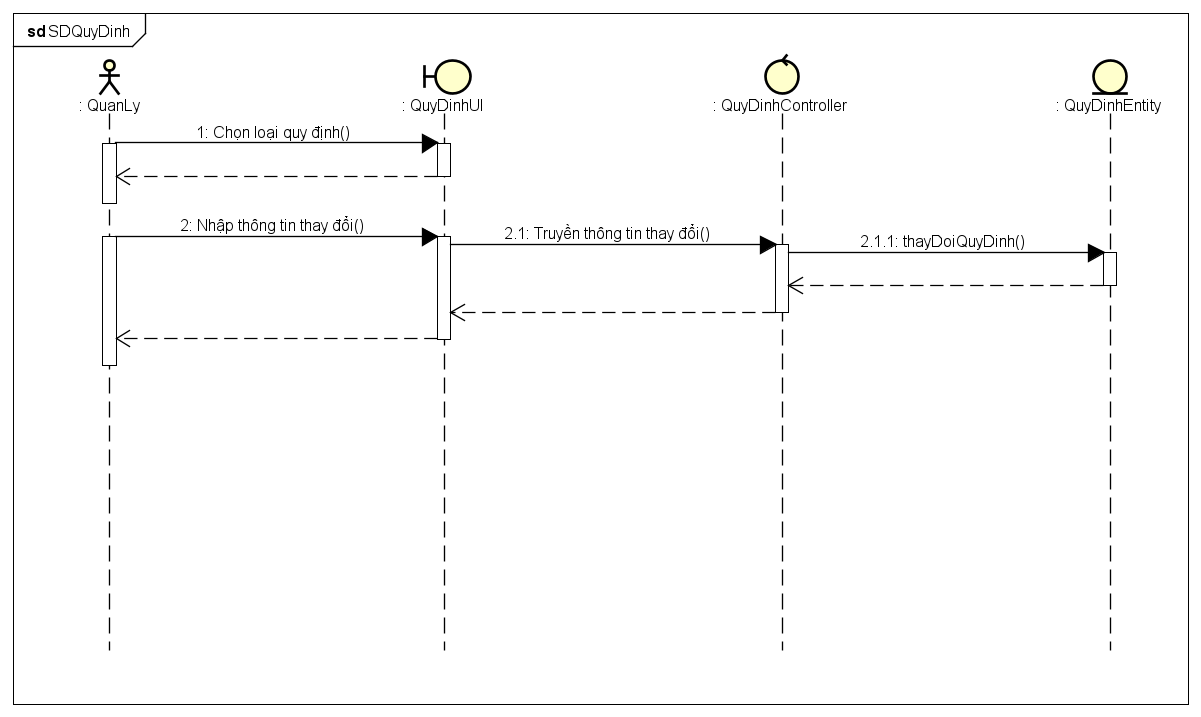 sd SDQuyDinh
: QuanLy
: QuyDinhUI
: QuyDinhController
: QuyDinhEntity
1: Chọn loại quy định()
2: Nhập thông tin thay đổi()
2.1: Truyền thông tin thay đổi()
2.1.1: thayDoiQuyDinh()